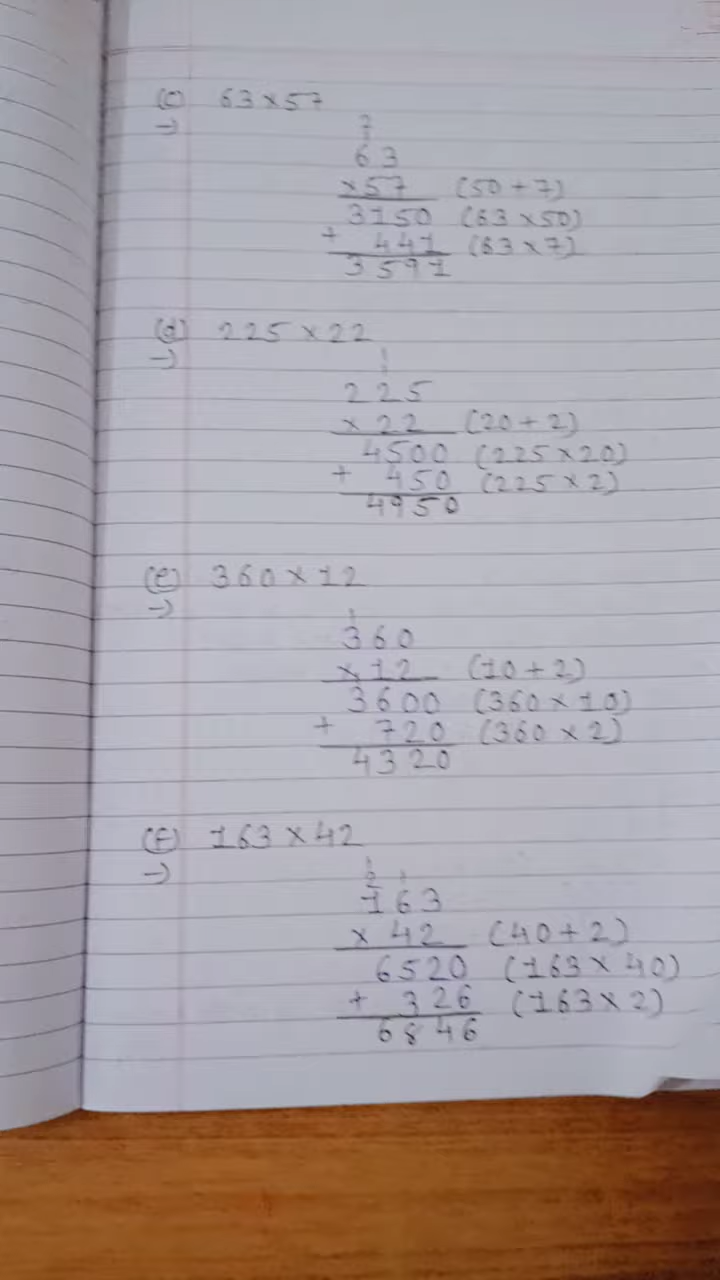 (c) 63 × 57
→
63
× 57 (50 + 7)
3150 (63 × 50)
+ 441 (63 × 7)
3591
(d) 225 × 22
→ 1
225
× 22 (20 + 2)
4500 (225 × 20)
+ 450 (225 × 2)
4950
(e) 360 × 12
→ 1
360
× 12 (10 + 2)
3600 (360 × 10)
+ 720 (360 × 2)
4320
(f) 163 × 42
→
163
× 42 (40 + 2)
6520 (163 × 40)
+ 326 (163 × 2)
6846